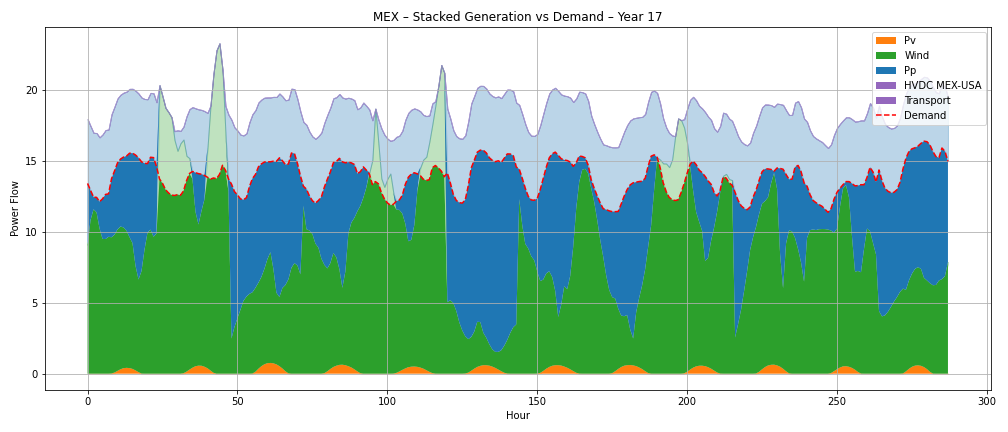 MEX – Stacked Generation vs Demand – Year 17
Pv
Wind
Pp
HVDC MEX-USA
Transport
Demand
Power Flow
20
15
10
5
0
0 50 100 150 200 250 300
Hour